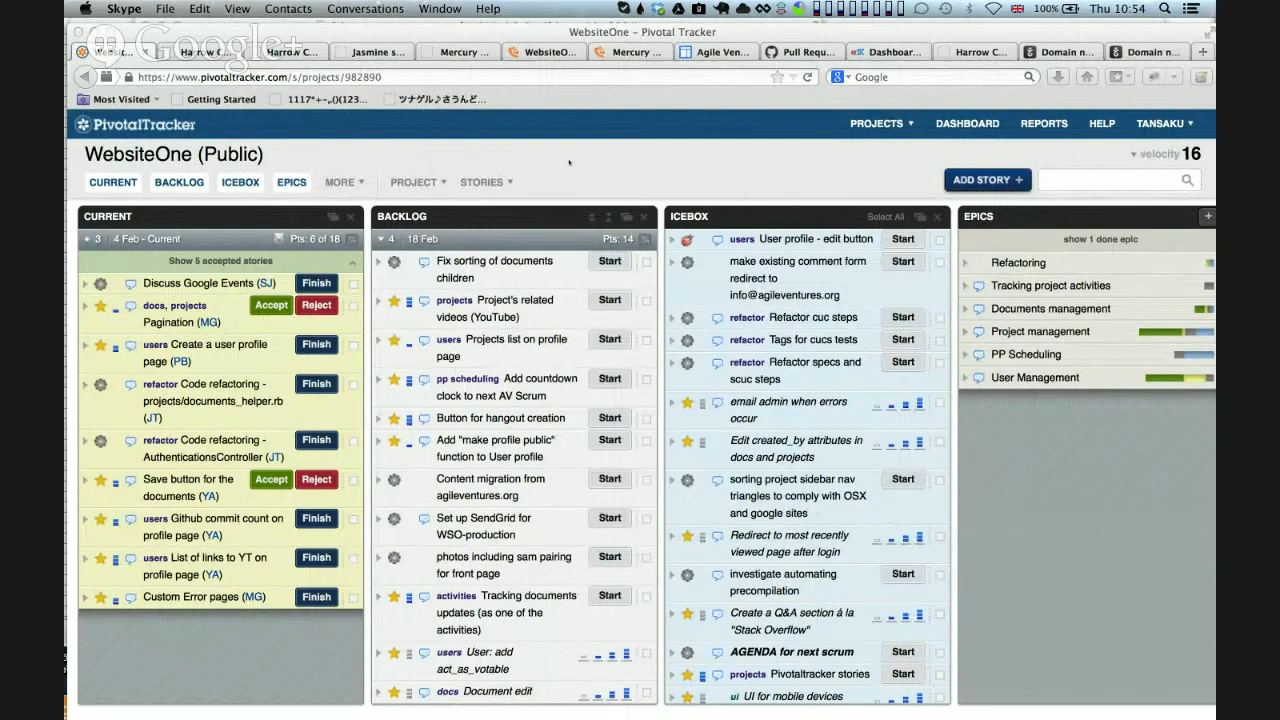 Skype File Edit View Contacts Conversations Window Help 100% Thu 10:54
Google+
WebsiteOne – Pivotal Tracker
Harrow C... Harrow C... Jasmine s... Mercury ... WebsiteO... Mercury ... Agile Ven... Pull Requ... Dashboar... Harrow C... Domain n... Domain n...
https://www.pivotaltracker.com/s/projects/982890 Google
Most Visited Getting Started 1117*+-,.()(123... ツナゲル♪さうんど...
PivotalTracker PROJECTS DASHBOARD REPORTS HELP TANSAKU
WebsiteOne (Public) velocity 16
CURRENT BACKLOG ICEBOX EPICS MORE PROJECT STORIES ADD STORY +
CURRENT
3 4 Feb - Current Pts: 6 of 18
Show 5 accepted stories
Discuss Google Events (SJ) Finish
docs, projects Accept Reject
Pagination (MG)
users Create a user profile Finish
page (PB)
refactor Code refactoring - Finish
projects/documents_helper.rb
(JT)
refactor Code refactoring - Finish
AuthenticationsController (JT)
Save button for the Accept Reject
documents (YA)
users Github commit count on Finish
profile page (YA)
users List of links to YT on Finish
profile page (YA)
Custom Error pages (MG) Finish
BACKLOG
4 18 Feb Pts: 14
Fix sorting of documents Start
children
projects Project's related Start
videos (YouTube)
users Projects list on profile Start
page
pp scheduling Add countdown Start
clock to next AV Scrum
Button for hangout creation Start
Add "make profile public" Start
function to User profile
Content migration from Start
agileventures.org
Set up SendGrid for Start
WSO-production
photos including sam pairing Start
for front page
activities Tracking documents Start
updates (as one of the
activities)
users User: add
act_as_votable
docs Document edit
ICEBOX Select All
users User profile - edit button Start
make existing comment form Start
redirect to
info@agileventures.org
refactor Refactor cuc steps Start
refactor Tags for cucs tests Start
refactor Refactor specs and Start
scuc steps
email admin when errors
occur
Edit created_by attributes in
docs and projects
sorting project sidebar nav Start
triangles to comply with OSX
and google sites
Redirect to most recently
viewed page after login
investigate automating Start
precompilation
Create a Q&A section á la
"Stack Overflow"
AGENDA for next scrum Start
projects Pivotaltracker stories Start
ui UI for mobile devices
EPICS +
show 1 done epic
Refactoring
Tracking project activities
Documents management
Project management
PP Scheduling
User Management